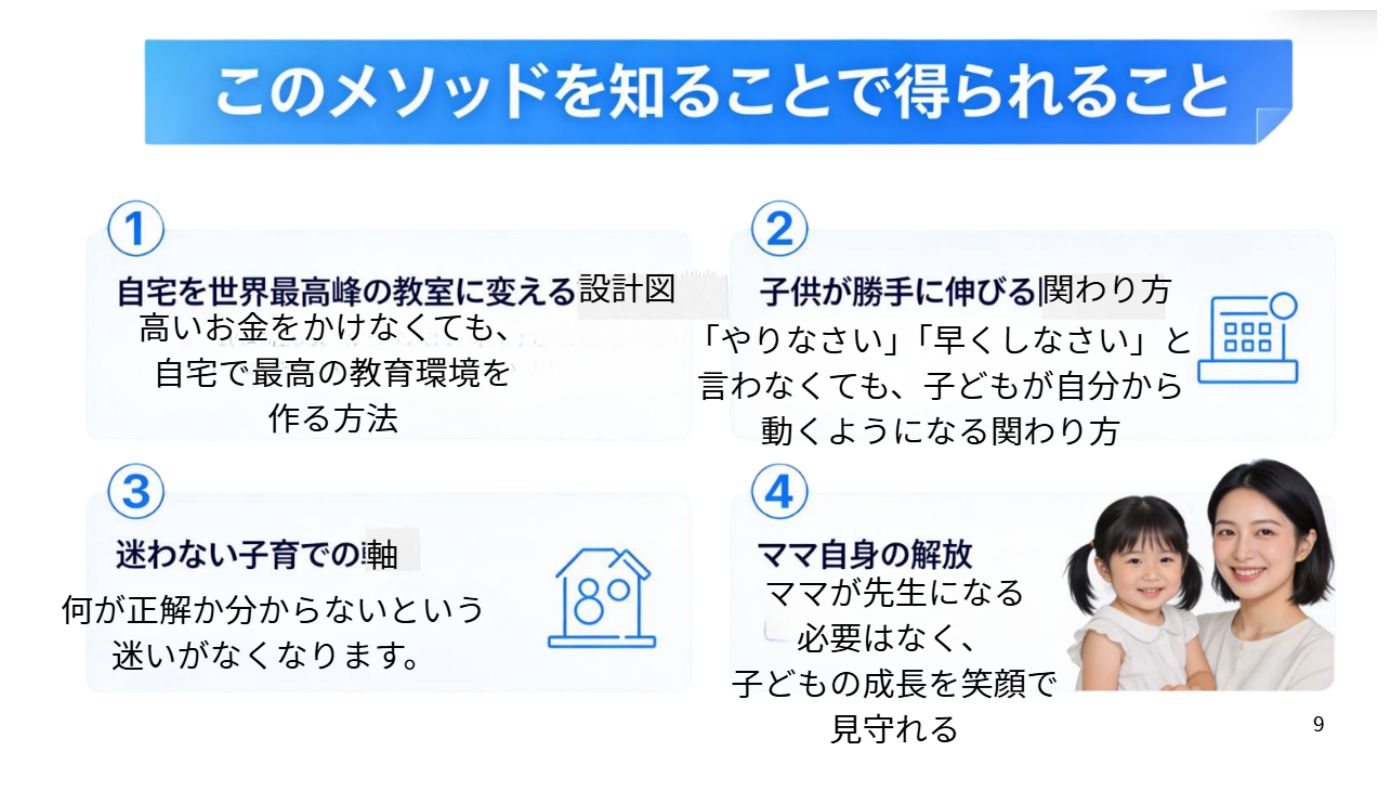 このメソッドを知ることで得られること
1
自宅を世界最高峰の教室に変える設計図
高いお金をかけなくても、
自宅で最高の教育環境を
作る方法
2
子供が勝手に伸びる関わり方
「やりなさい」「早くしなさい」と
言わなくても、子どもが自分から
動くようになる関わり方
3
迷わない子育ての軸
何が正解か分からないという
迷いがなくなります。
4
ママ自身の解放
ママが先生になる
必要はなく、
子どもの成長を笑顔で
見守れる
9